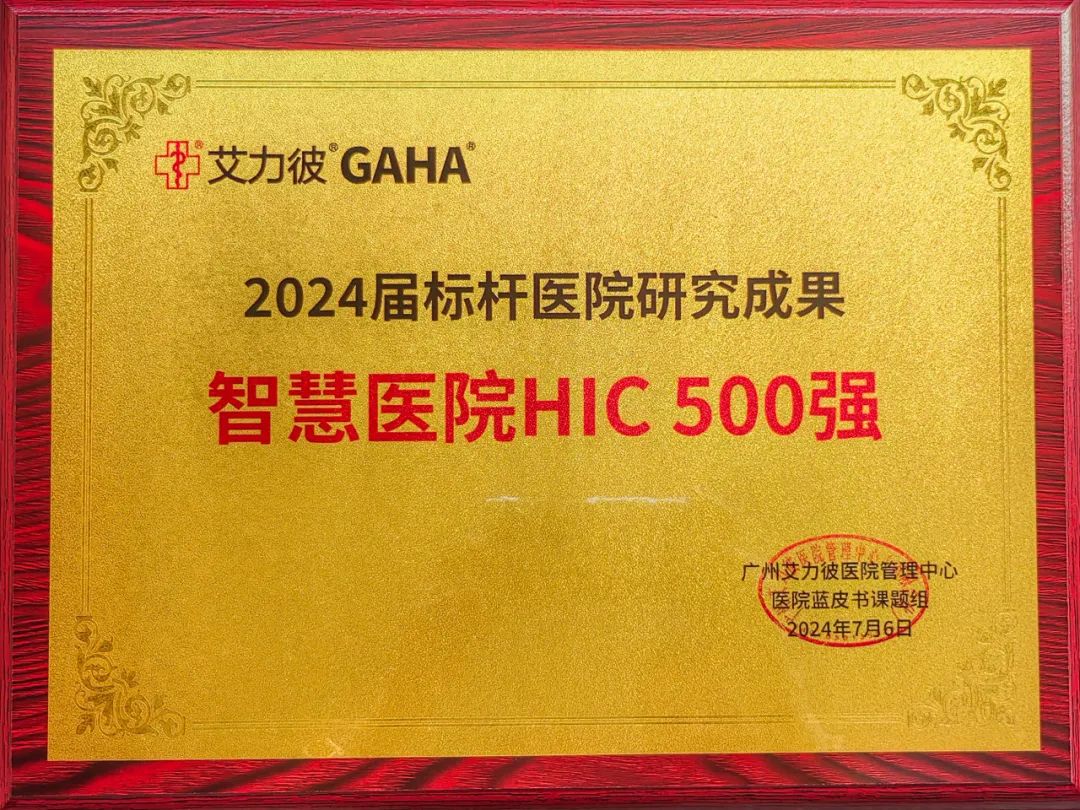 艾力彼® GAHA®
2024届标杆医院研究成果
智慧医院HIC 500强
广州艾力彼医院管理中心
医院蓝皮书课题组
2024年7月6日